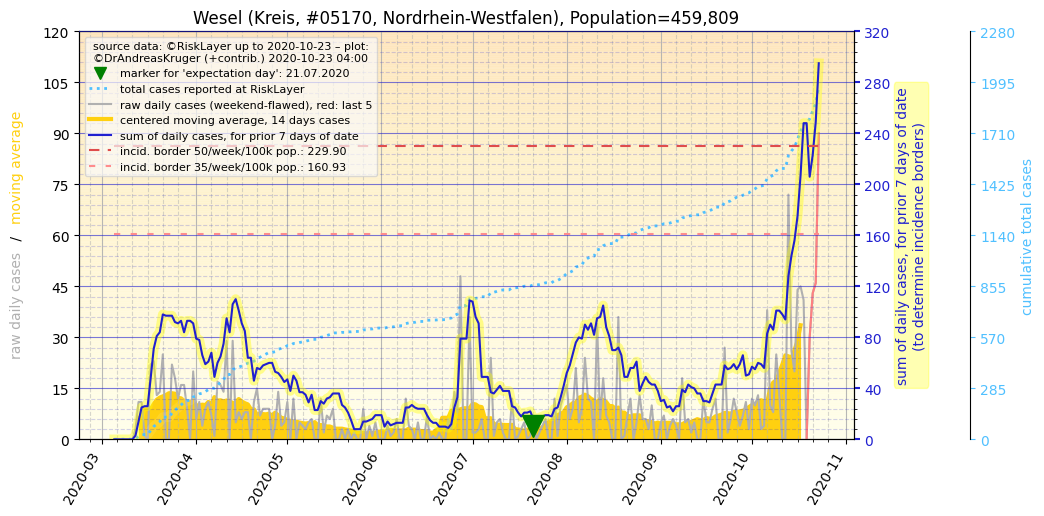 Wesel (Kreis, #05170, Nordrhein-Westfalen), Population=459,809
source data: ©RiskLayer up to 2020-10-23 – plot:
©DrAndreasKruger (+contrib.) 2020-10-23 04:00
marker for 'expectation day': 21.07.2020
total cases reported at RiskLayer
raw daily cases (weekend-flawed), red: last 5
centered moving average, 14 days cases
sum of daily cases, for prior 7 days of date
incid. border 50/week/100k pop.: 229.90
incid. border 35/week/100k pop.: 160.93
raw daily cases / moving average
120
105
90
75
60
45
30
15
0
320
280
240
200
160
120
80
40
0
sum of daily cases, for prior 7 days of date
(to determine incidence borders)
2280
1995
1710
1425
1140
855
570
285
0
cumulative total cases
2020-03
2020-04
2020-05
2020-06
2020-07
2020-08
2020-09
2020-10
2020-11